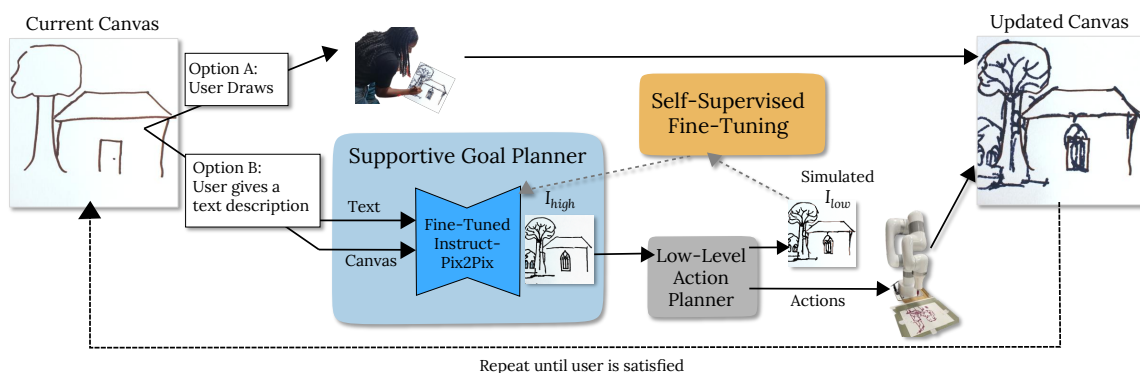 Current Canvas
Updated Canvas
Option A:
User Draws
Self-Supervised
Fine-Tuning
Supportive Goal Planner
Option B:
User gives a
text description
Simulated
I_low
I_high
Text
Fine-Tuned
Instruct-
Pix2Pix
Canvas
Low-Level
Action
Planner
Actions
Repeat until user is satisfied